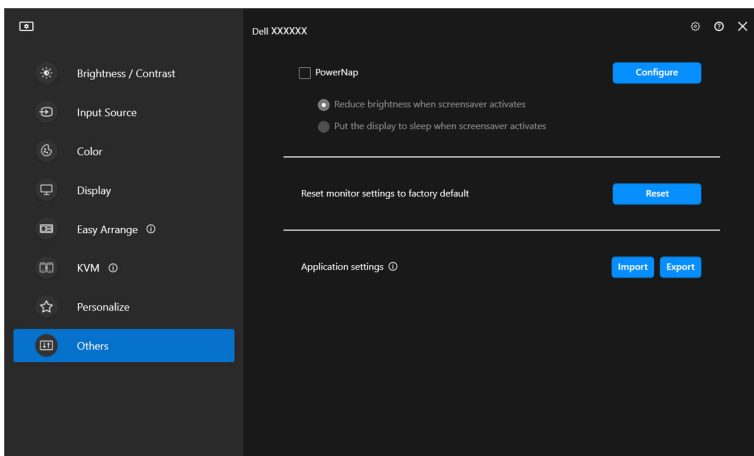 Dell XXXXXX
Brightness / Contrast
Input Source
Color
Display
Easy Arrange
KVM
Personalize
Others
PowerNap
Configure
Reduce brightness when screensaver activates
Put the display to sleep when screensaver activates
Reset monitor settings to factory default
Reset
Application settings
Import Export